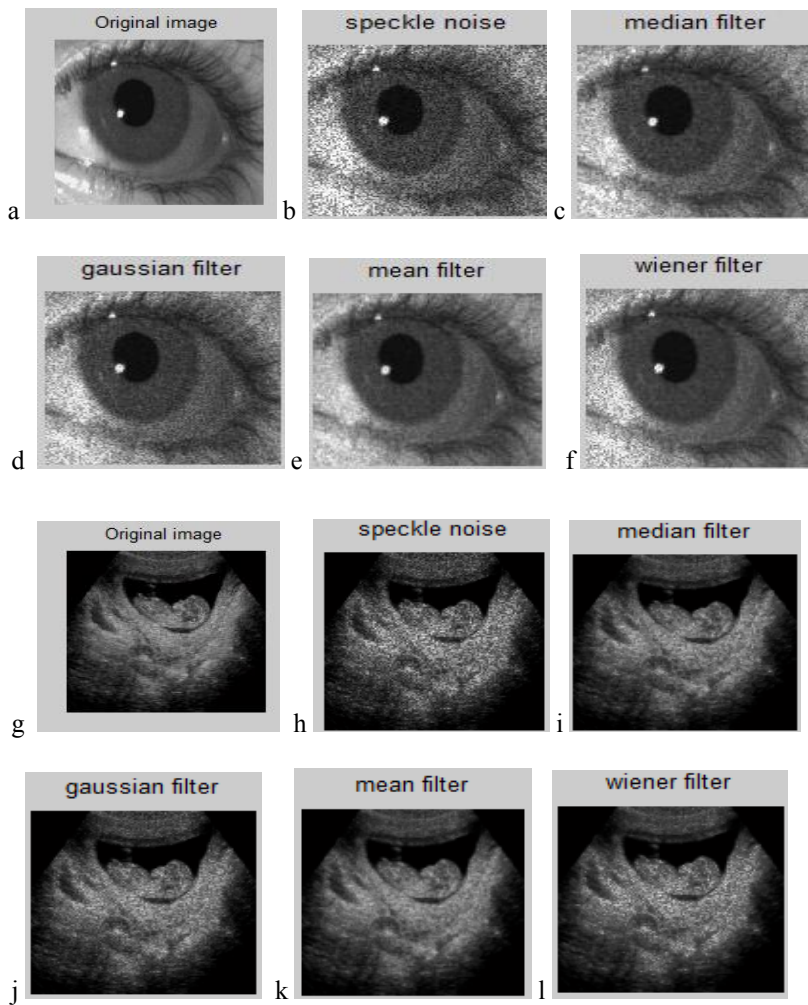 Original image
speckle noise
median filter
a
b
c
gaussian filter
mean filter
wiener filter
d
e
f
Original image
speckle noise
median filter
g
h
i
gaussian filter
mean filter
wiener filter
j
k
l